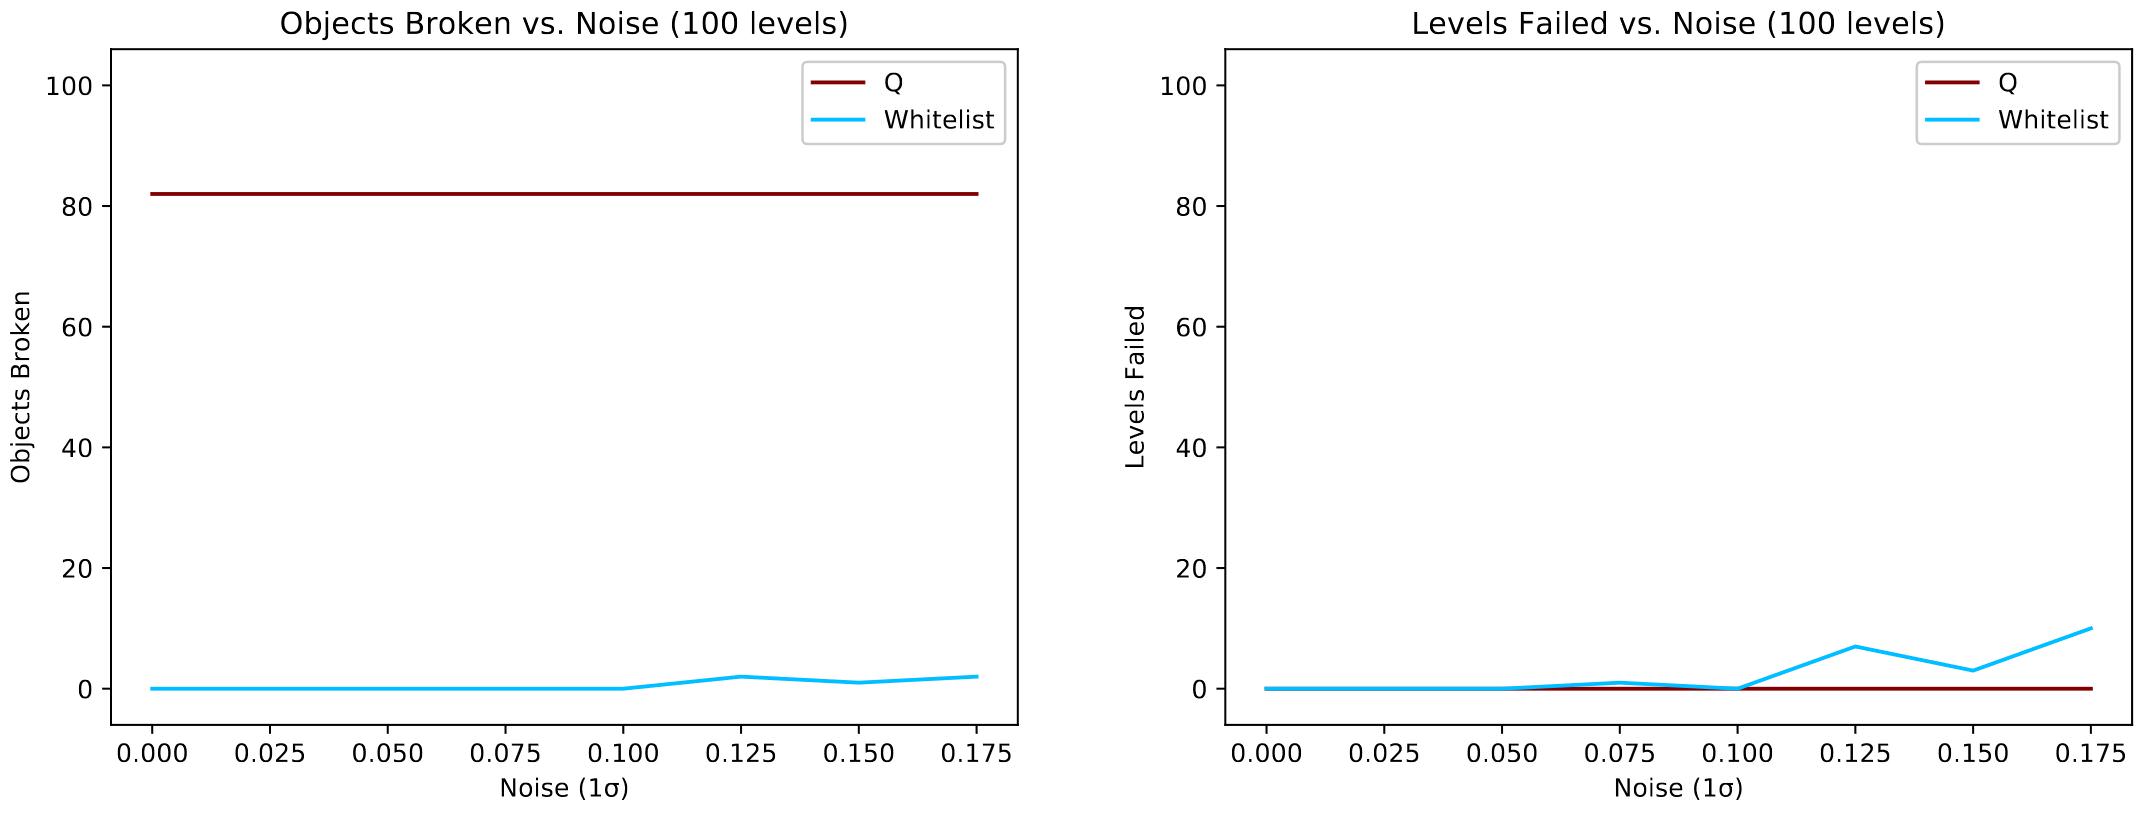 Objects Broken vs. Noise (100 levels)
Q
Whitelist
100
80
60
40
20
0
Objects Broken
0.000 0.025 0.050 0.075 0.100 0.125 0.150 0.175
Noise (1σ)
Levels Failed vs. Noise (100 levels)
Q
Whitelist
100
80
60
40
20
0
Levels Failed
0.000 0.025 0.050 0.075 0.100 0.125 0.150 0.175
Noise (1σ)